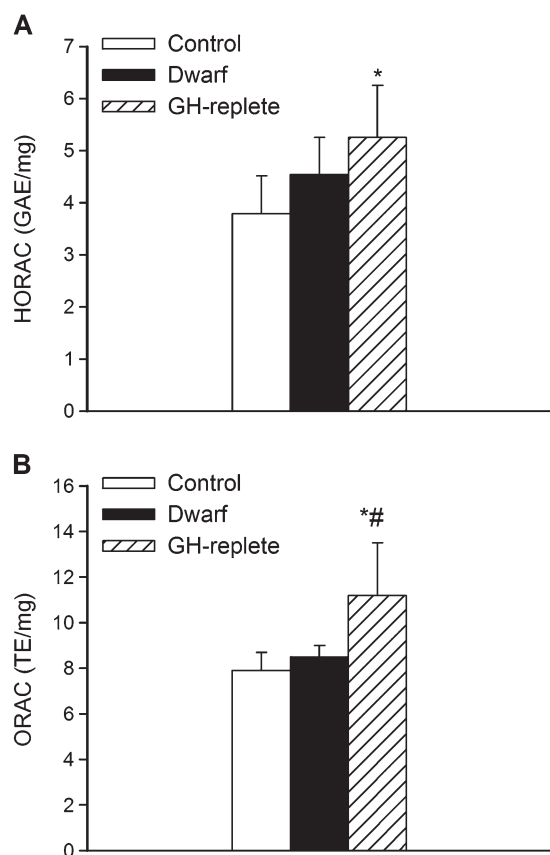 A
7
6
5
4
3
2
1
0
HORAC (GAE/mg)
Control
Dwarf
GH-replete
*
B
16
14
12
10
8
6
4
2
0
ORAC (TE/mg)
Control
Dwarf
GH-replete
*#